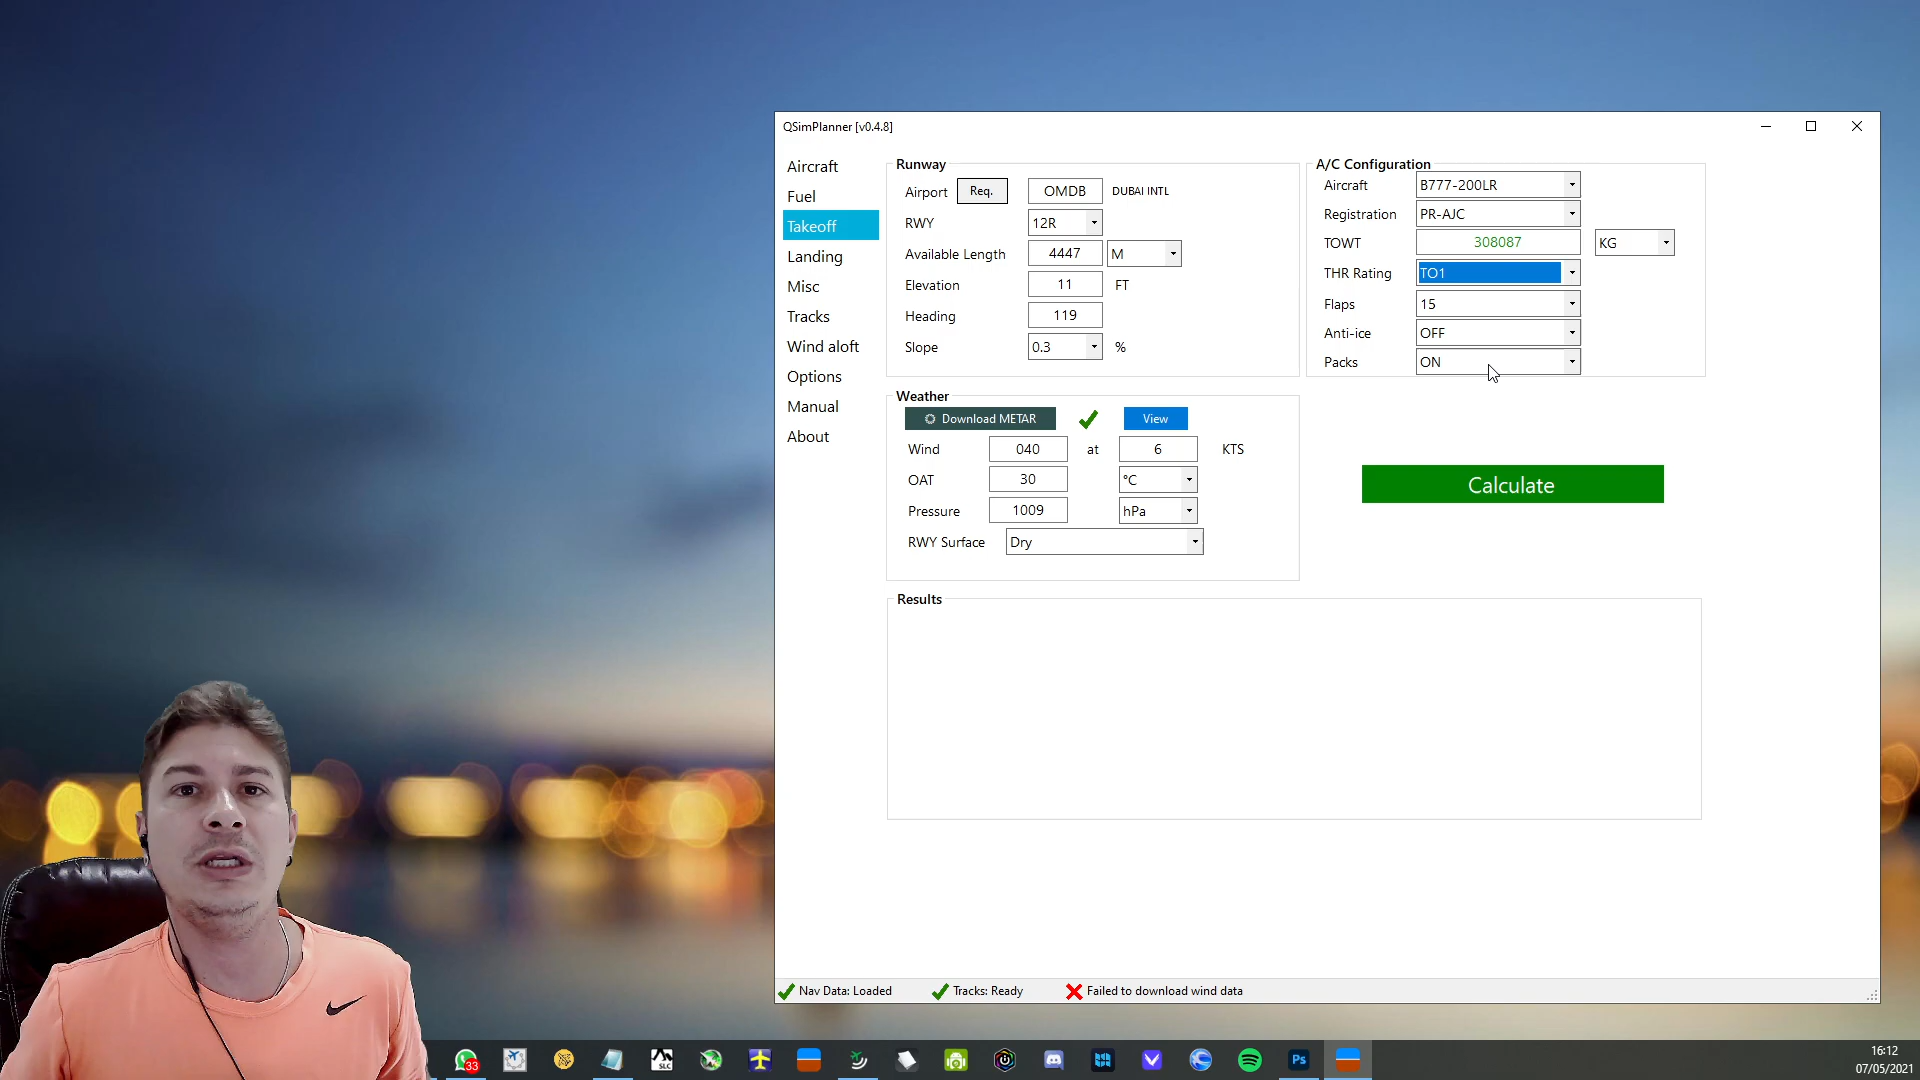 QSimPlanner [v0.4.8]
Aircraft
Fuel
Takeoff
Landing
Misc
Tracks
Wind aloft
Options
Manual
About
Runway
Airport Req. OMDB DUBAI INTL
RWY 12R
Available Length 4447 M
Elevation 11 FT
Heading 119
Slope 0.3 %
A/C Configuration
Aircraft B777-200LR
Registration PR-AJC
TOWT 308087 KG
THR Rating TO1
Flaps 15
Anti-ice OFF
Packs ON
Weather
Download METAR View
Wind 040 at 6 KTS
OAT 30 °C
Pressure 1009 hPa
RWY Surface Dry
Calculate
Results
Nav Data: Loaded Tracks: Ready Failed to download wind data
33
SLC
Ps
16:12
07/05/2021